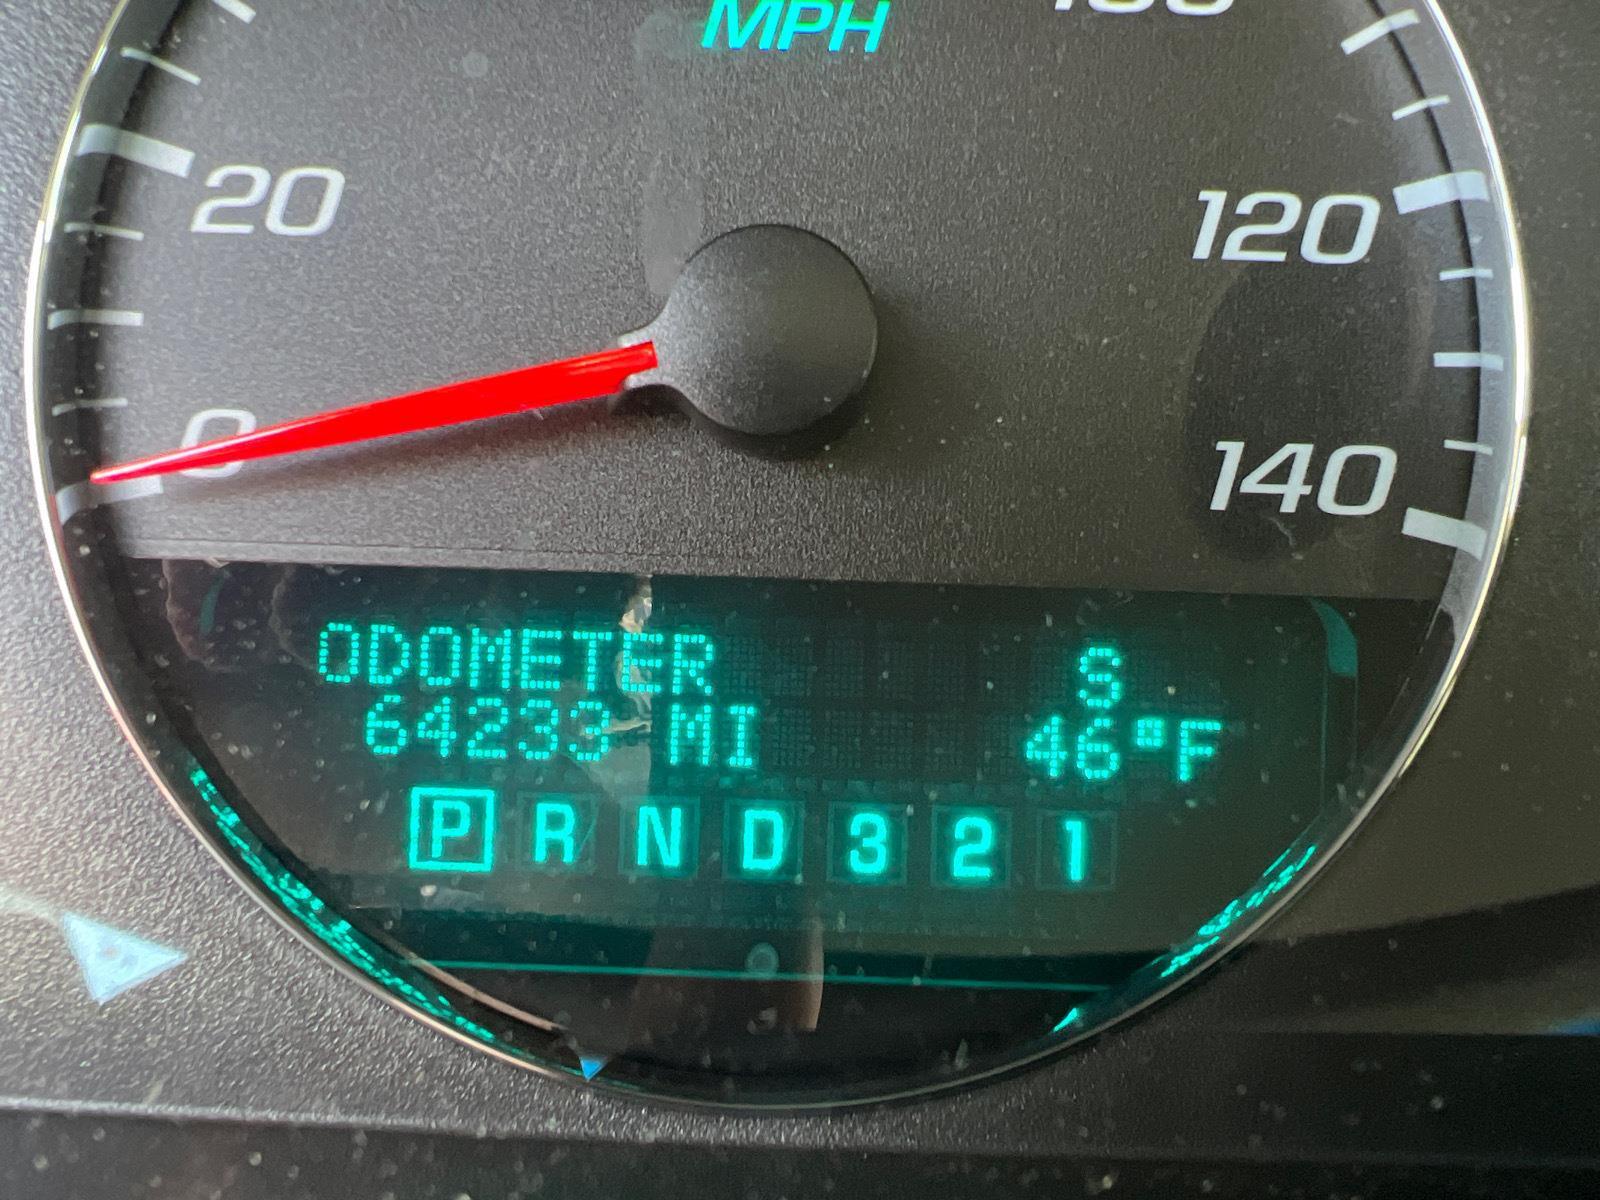 MPH
20
120
0
140
ODOMETER S
64233 MI 46°F
P R N D 3 2 1